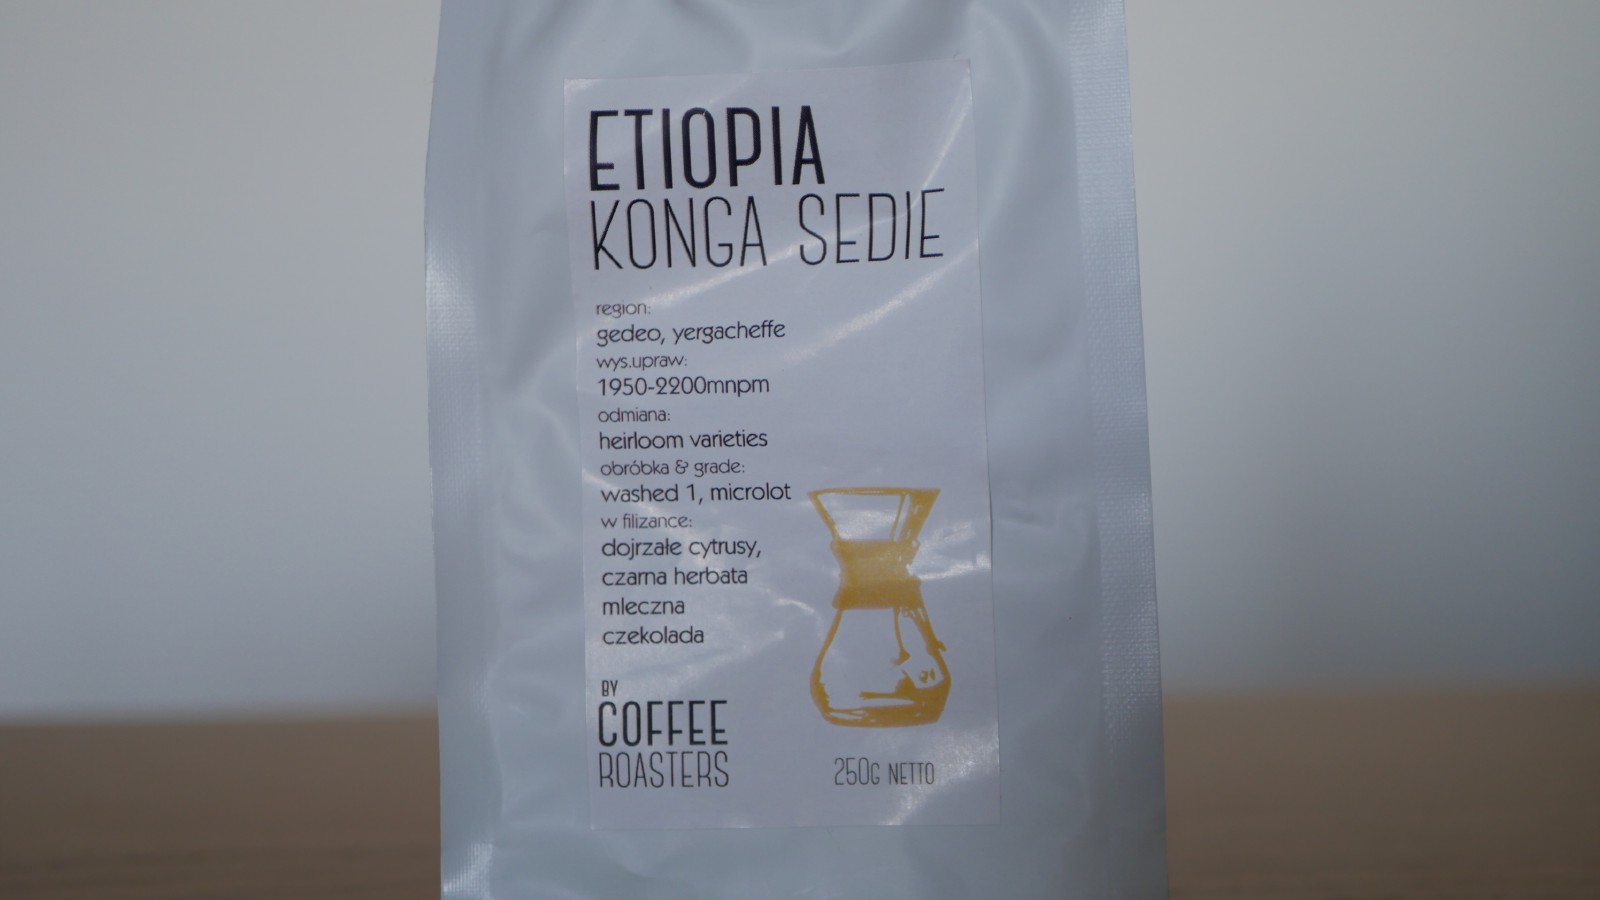 ETIOPIA
KONGA SEDIE
region:
gedeo, yergacheffe
wys.upraw:
1950-2200mnpm
odmiana:
heirloom varieties
obróbka & grade:
washed 1, microlot
w filizance:
dojrzałe cytrusy,
czarna herbata
mleczna
czekolada
BY
COFFEE
ROASTERS
250G NETTO